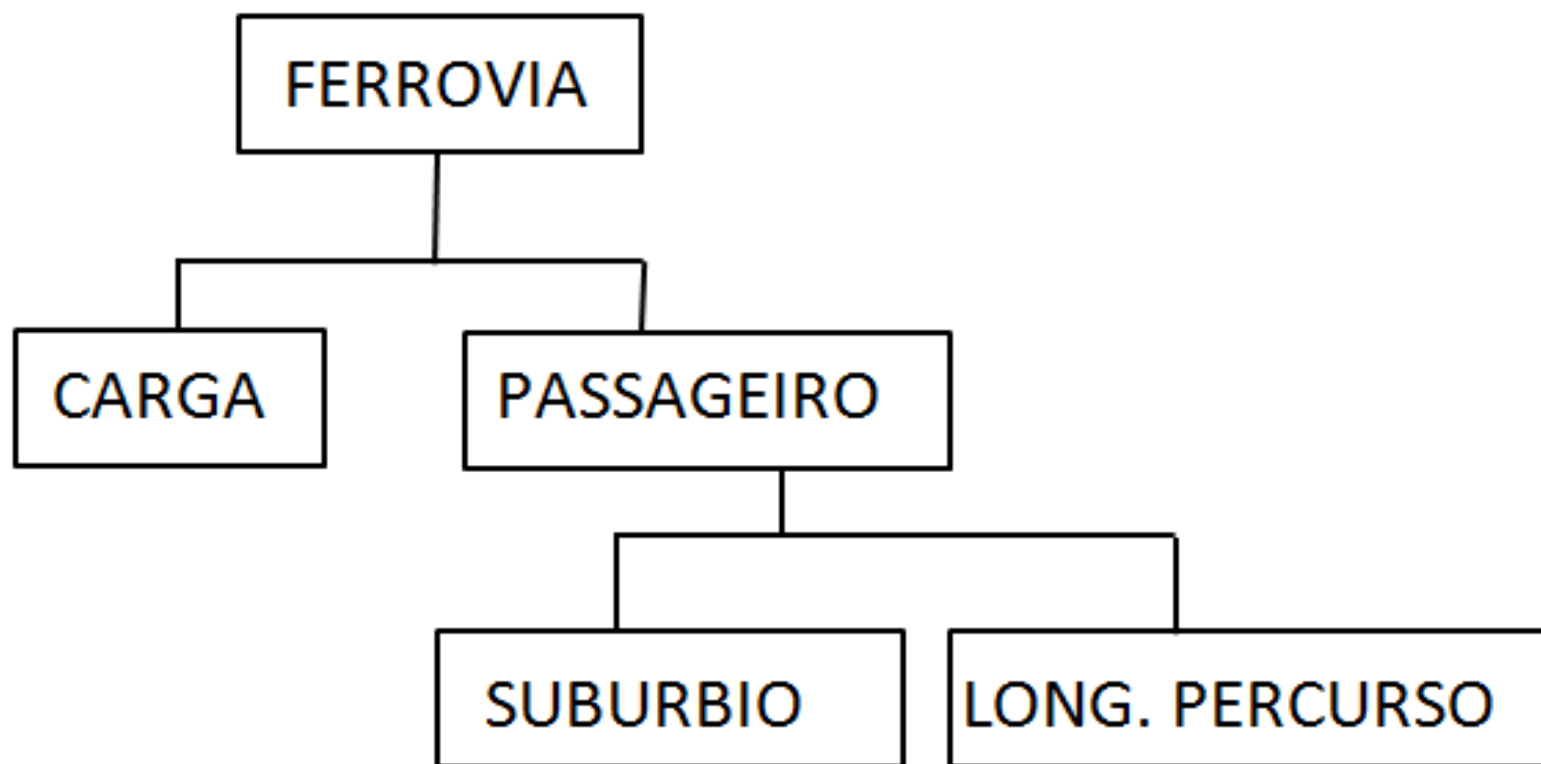 FERROVIA
CARGA
PASSAGEIRO
SUBURBIO
LONG. PERCURSO